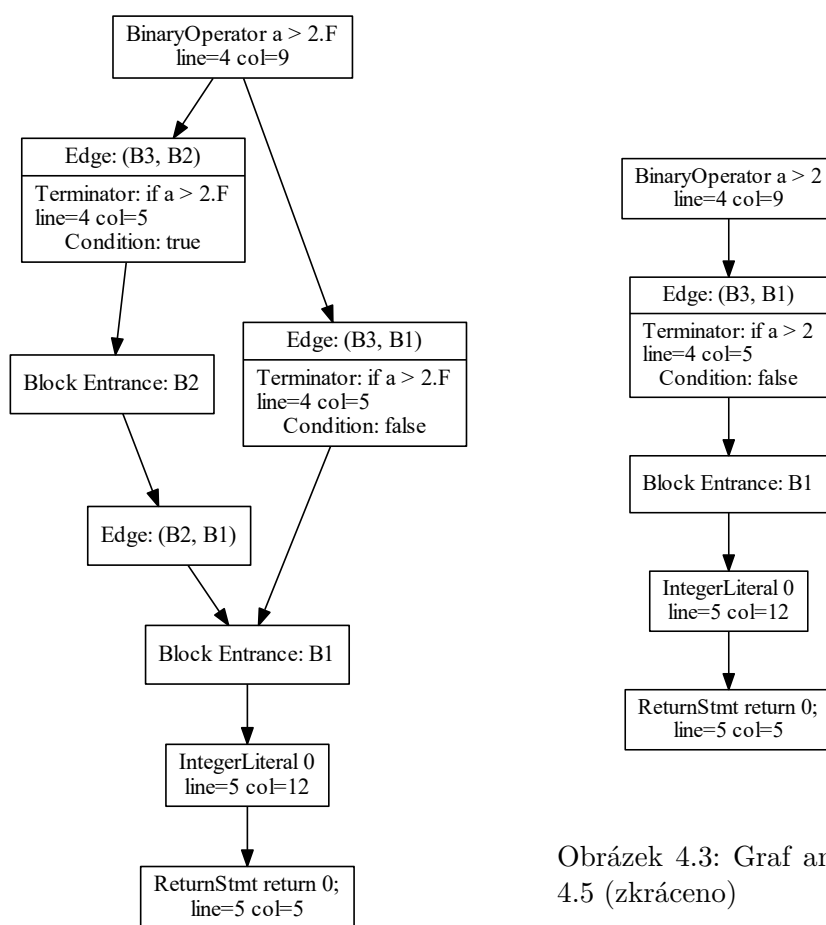 BinaryOperator a > 2.F
line=4 col=9
Edge: (B3, B2)
Terminator: if a > 2.F
line=4 col=5
Condition: true
Block Entrance: B2
Edge: (B3, B1)
Terminator: if a > 2.F
line=4 col=5
Condition: false
Edge: (B2, B1)
Block Entrance: B1
IntegerLiteral 0
line=5 col=12
ReturnStmt return 0;
line=5 col=5
BinaryOperator a > 2
line=4 col=9
Edge: (B3, B1)
Terminator: if a > 2
line=4 col=5
Condition: false
Block Entrance: B1
IntegerLiteral 0
line=5 col=12
ReturnStmt return 0;
line=5 col=5
Obrázek 4.3: Graf
4.5 (zkráceno)